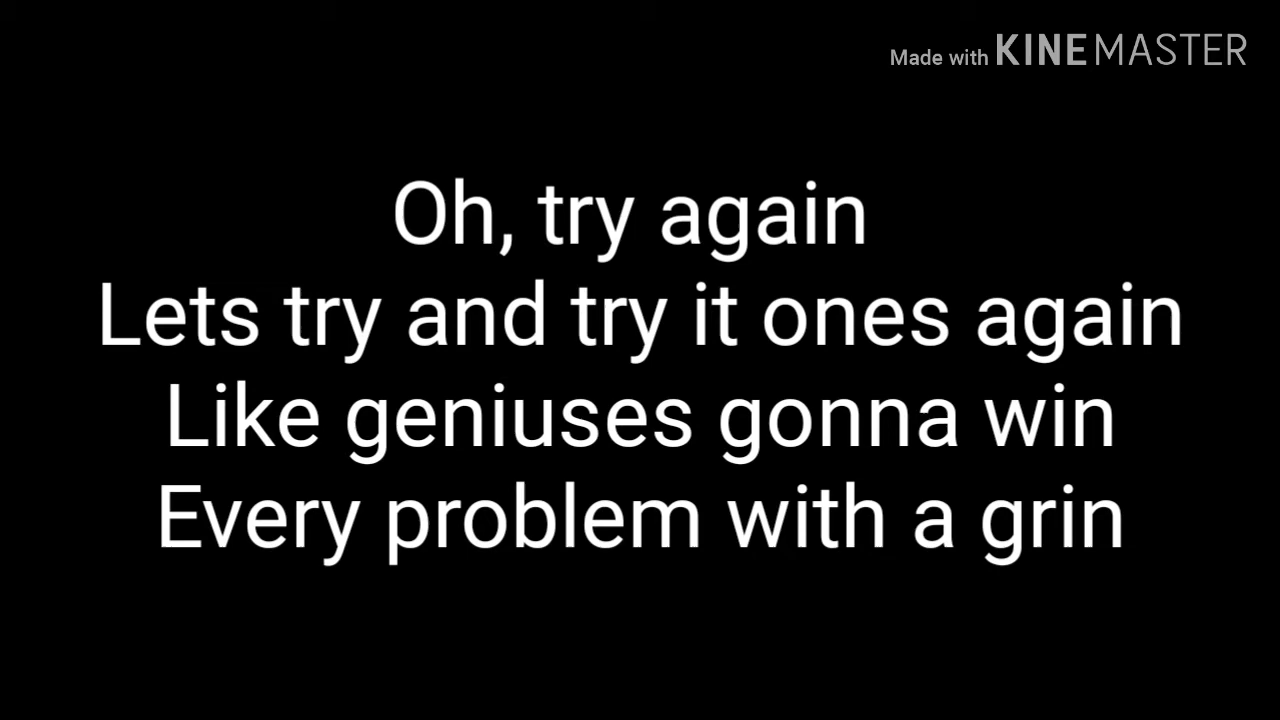 Made with KINEMASTER
Oh, try again
Lets try and try it ones again
Like geniuses gonna win
Every problem with a grin